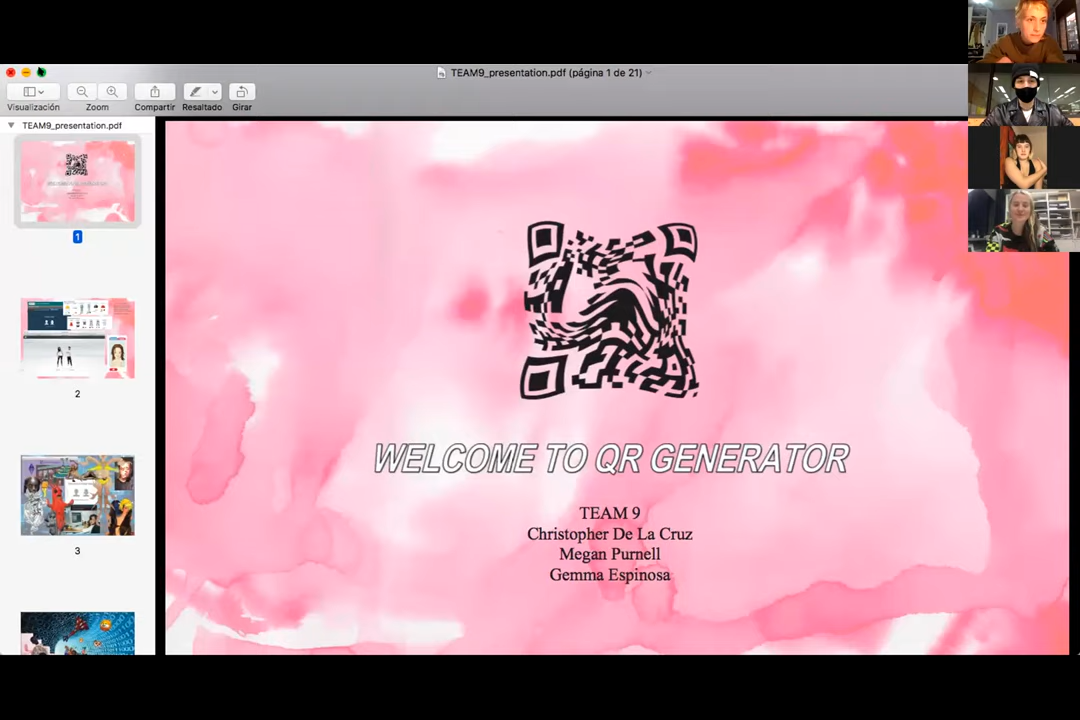 TEAM9_presentation.pdf (página 1 de 21)
Visualización
Zoom
Compartir
Resaltado
Girar
TEAM9_presentation.pdf
1
2
3
WELCOME TO QR GENERATOR
TEAM 9
Christopher De La Cruz
Megan Purnell
Gemma Espinosa